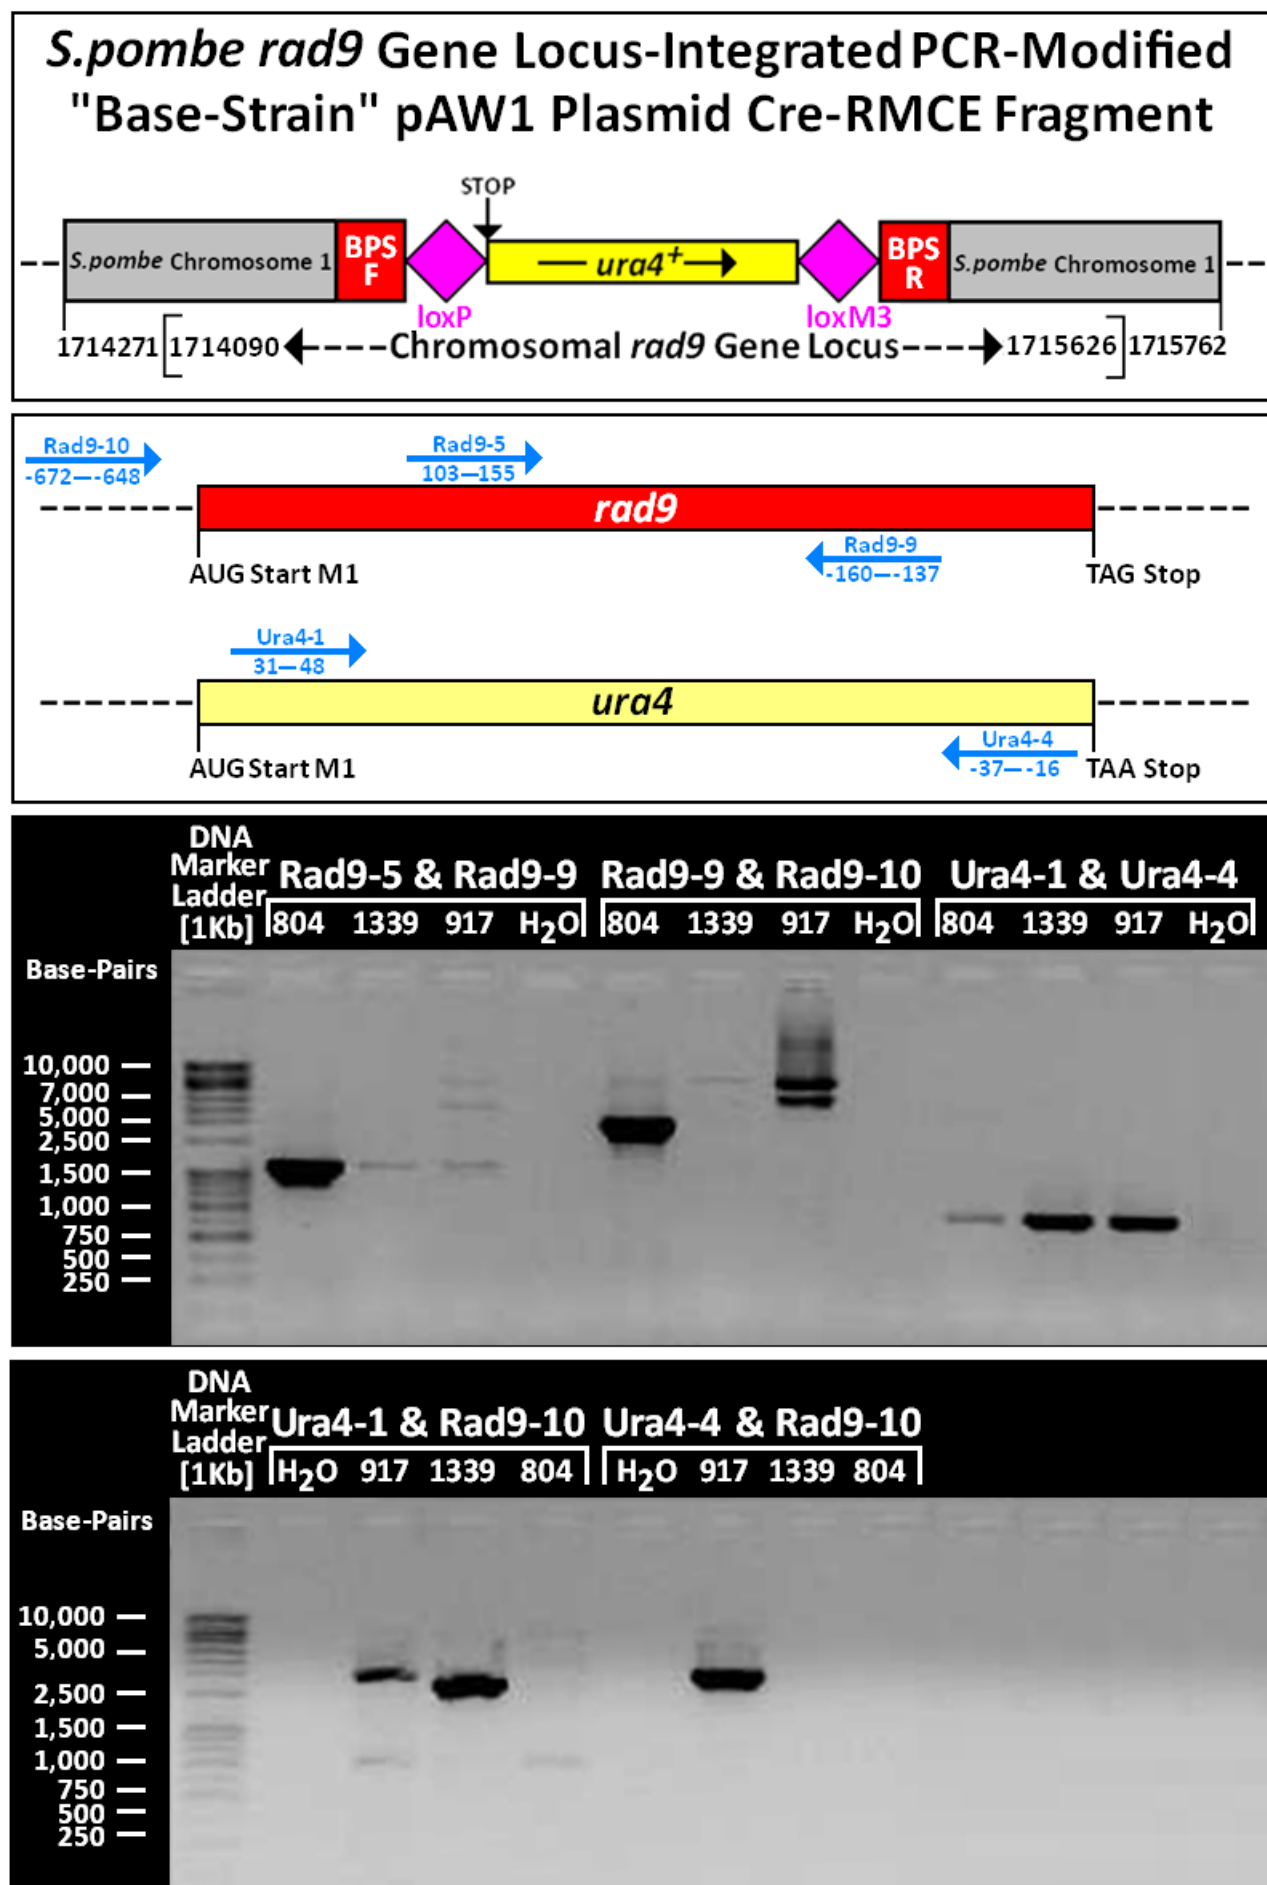 S.pombe rad9 Gene Locus-Integrated PCR-Modified
"Base-Strain" pAW1 Plasmid Cre-RMCE Fragment
STOP
S.pombe Chromosome 1 BPS F ura4+ BPS R S.pombe Chromosome 1
loxP loxM3
1714271 [1714090 Chromosomal rad9 Gene Locus 1715626] 1715762
Rad9-10 Rad9-5
-672—-648 103—155
rad9
Rad9-9
-160—-137
AUG Start M1 TAG Stop
Ura4-1
31—48
ura4
Ura4-4
-37—-16
AUG Start M1 TAA Stop
DNA
Marker
Ladder
[1Kb]
Rad9-5 & Rad9-9 Rad9-9 & Rad9-10 Ura4-1 & Ura4-4
804 1339 917 H2O 804 1339 917 H2O 804 1339 917 H2O
Base-Pairs
10,000
7,000
5,000
2,500
1,500
1,000
750
500
250
DNA
Marker
Ladder
[1Kb]
Ura4-1 & Rad9-10 Ura4-4 & Rad9-10
H2O 917 1339 804 H2O 917 1339 804
Base-Pairs
10,000
5,000
2,500
1,500
1,000
750
500
250